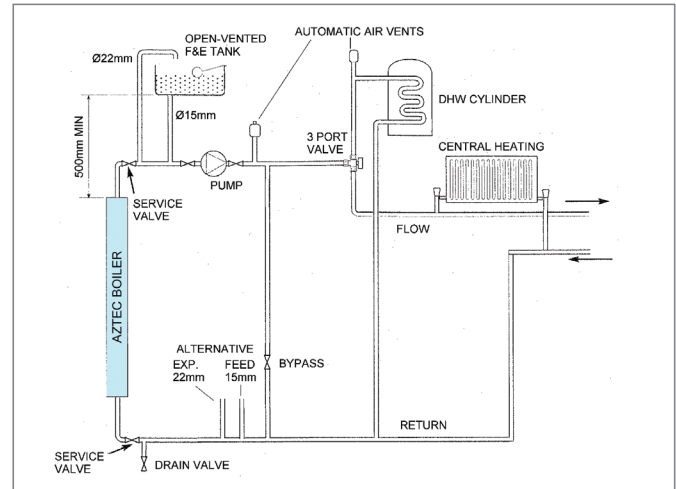 AUTOMATIC AIR VENTS
OPEN-VENTED
F&E TANK
Ø22mm
Ø15mm
500mm MIN
DHW CYLINDER
3 PORT
VALVE
CENTRAL HEATING
PUMP
SERVICE
VALVE
FLOW
AZTEC BOILER
ALTERNATIVE
EXP. FEED
22mm 15mm
BYPASS
RETURN
SERVICE
VALVE
DRAIN VALVE